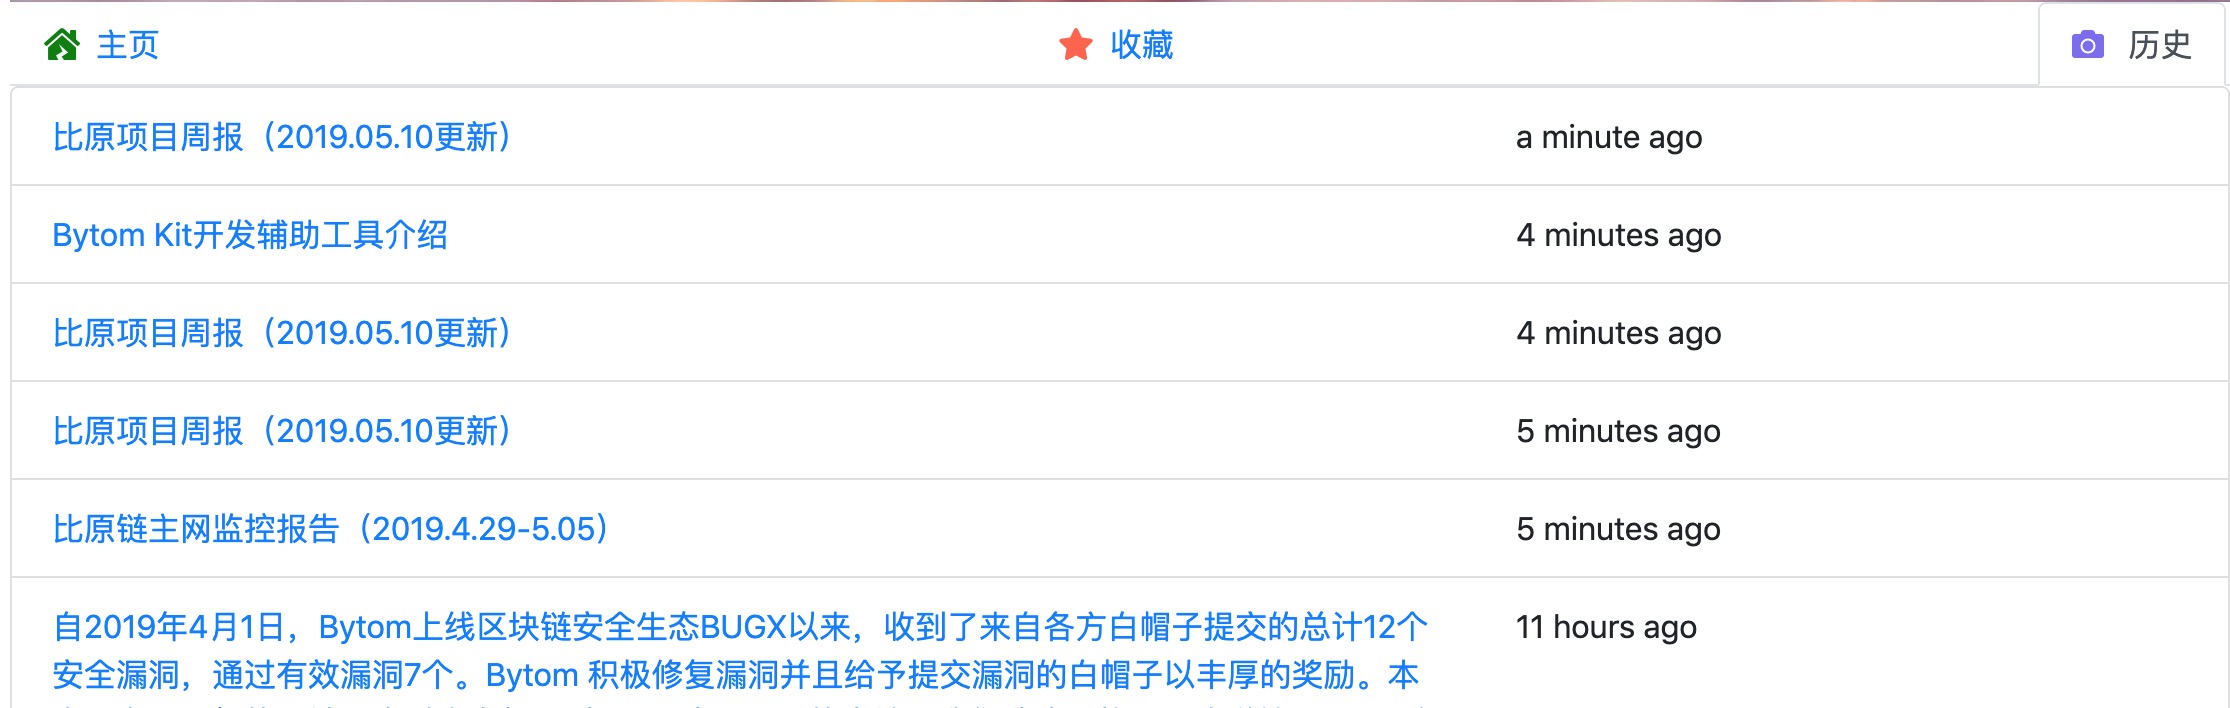 主页
收藏
历史
比原项目周报（2019.05.10更新）
a minute ago
Bytom Kit开发辅助工具介绍
4 minutes ago
比原项目周报（2019.05.10更新）
4 minutes ago
比原项目周报（2019.05.10更新）
5 minutes ago
比原链主网监控报告（2019.4.29-5.05）
5 minutes ago
自2019年4月1日，Bytom上线区块链安全生态BUGX以来，收到了来自各方白帽子提交的总计12个
11 hours ago
安全漏洞，通过有效漏洞7个。Bytom 积极修复漏洞并且给予提交漏洞的白帽子以丰厚的奖励。本